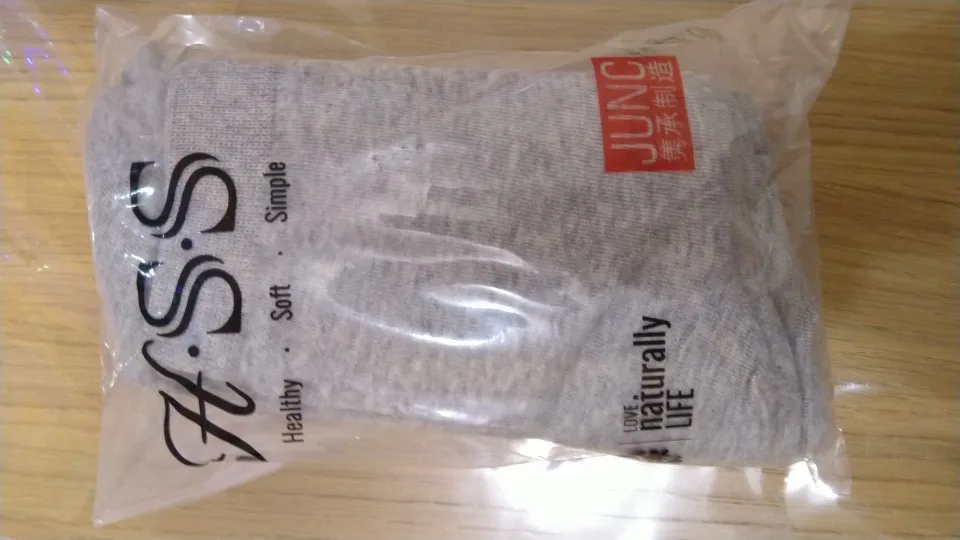 H·S·S
Healthy · Soft · Simple
JUNC
隽承制造
LOVE.
naturally
LIFE